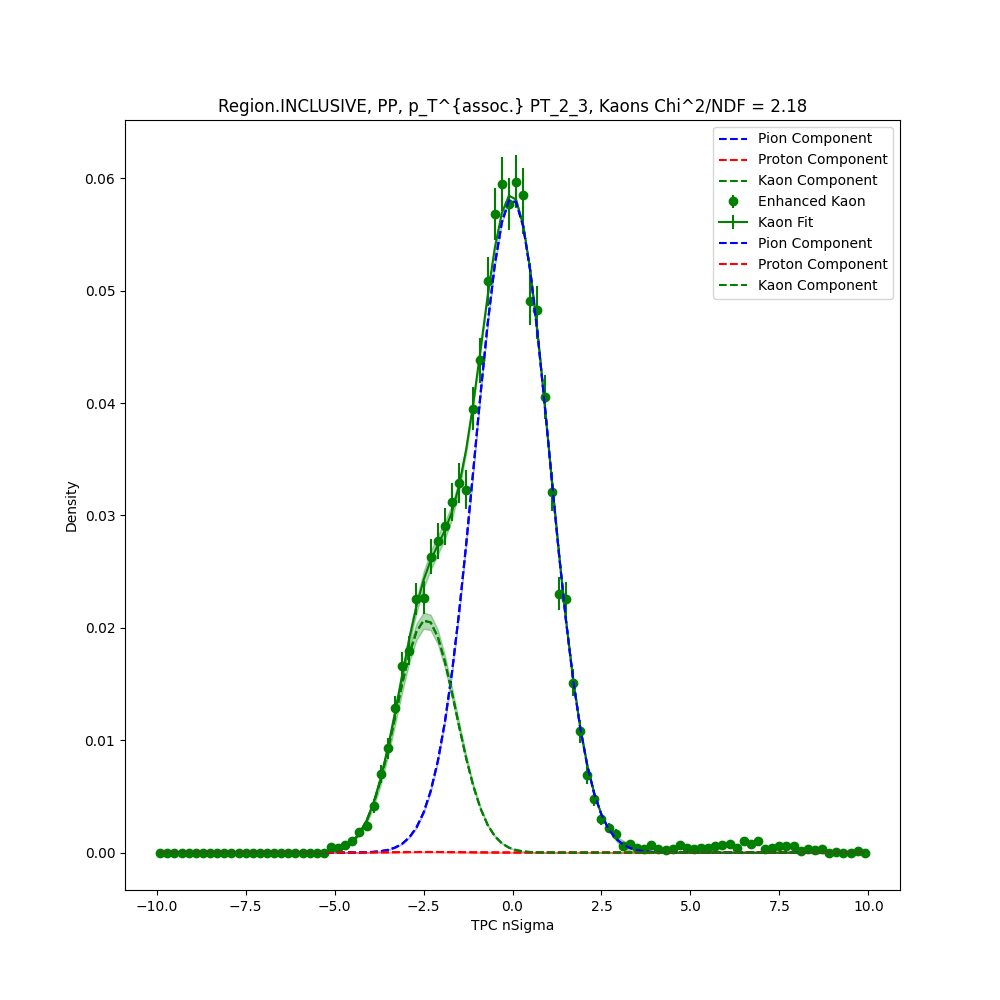 Region.INCLUSIVE, PP, p_T^{assoc.} PT_2_3, Kaons Chi^2/NDF = 2.18
Pion Component
Proton Component
Kaon Component
Enhanced Kaon
Kaon Fit
Pion Component
Proton Component
Kaon Component
0.06
0.05
0.04
0.03
0.02
0.01
0.00
Density
−10.0 −7.5 −5.0 −2.5 0.0 2.5 5.0 7.5 10.0
TPC nSigma